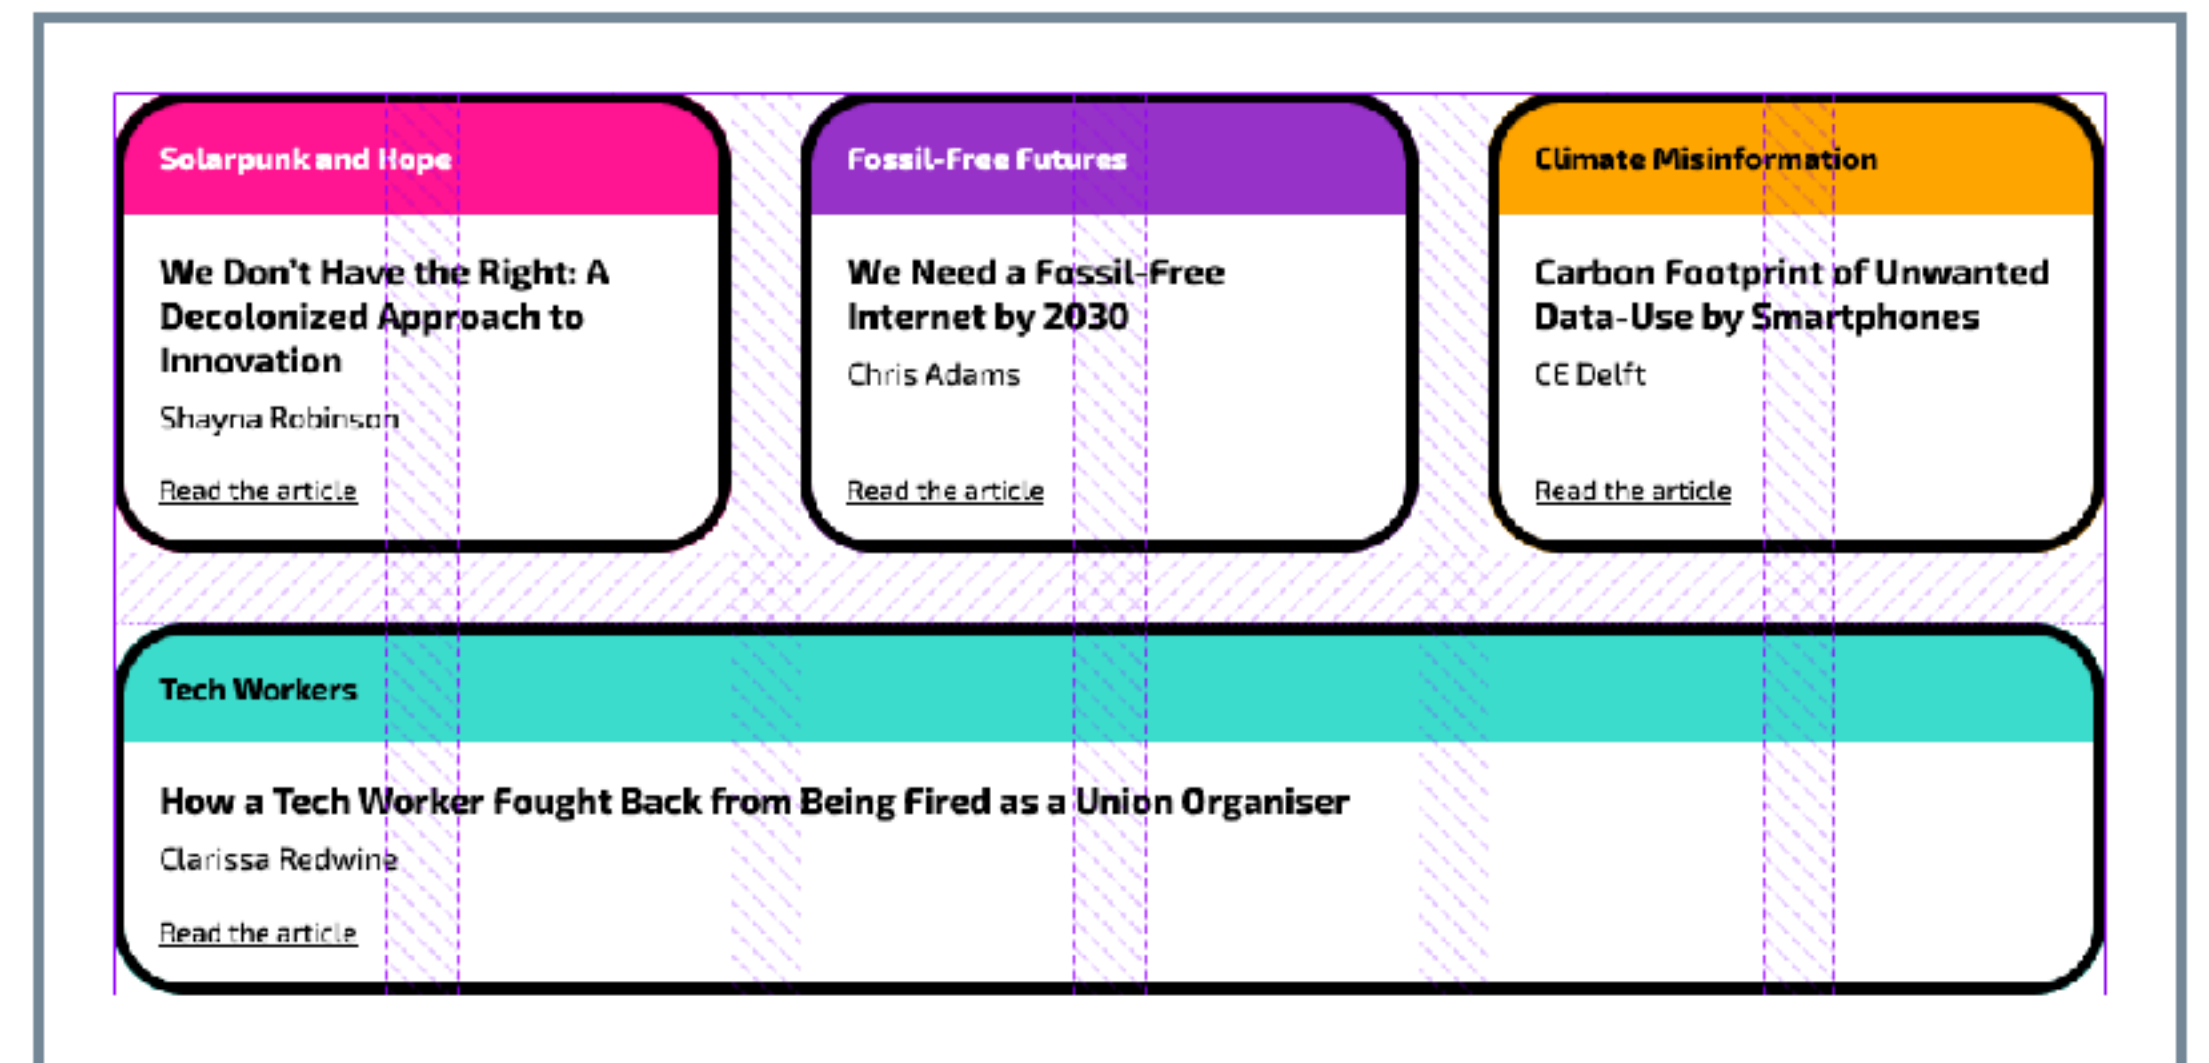 Solarpunk and Hope
We Don't Have the Right: A
Decolonized Approach to
Innovation
Shayna Robinson
Read the article
Fossil-Free Futures
We Need a Fossil-Free
Internet by 2030
Chris Adams
Read the article
Climate Misinformation
Carbon Footprint of Unwanted
Data-Use by Smartphones
CE Delft
Read the article
Tech Workers
How a Tech Worker Fought Back from Being Fired as a Union Organiser
Clarissa Redwine
Read the article